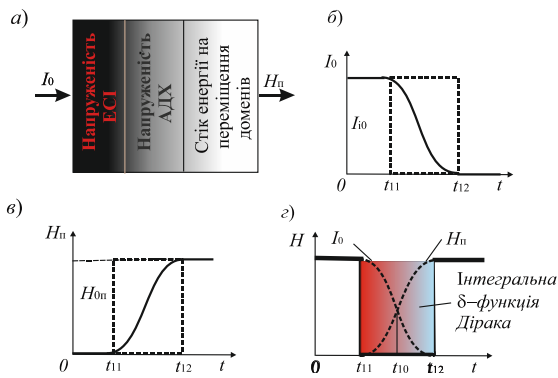 а)
I0
Напруженість
ЕСІ
Напруженість
АДХ
Стік енергії на
переміщення
доменів
Hп
б)
I0
Ii0
0
t11
t12
t
в)
Hп
H0п
0
t11
t12
t
г)
H
I0
Hп
Інтегральна
δ–функція
Дірака
0
t11
t10
t12
t